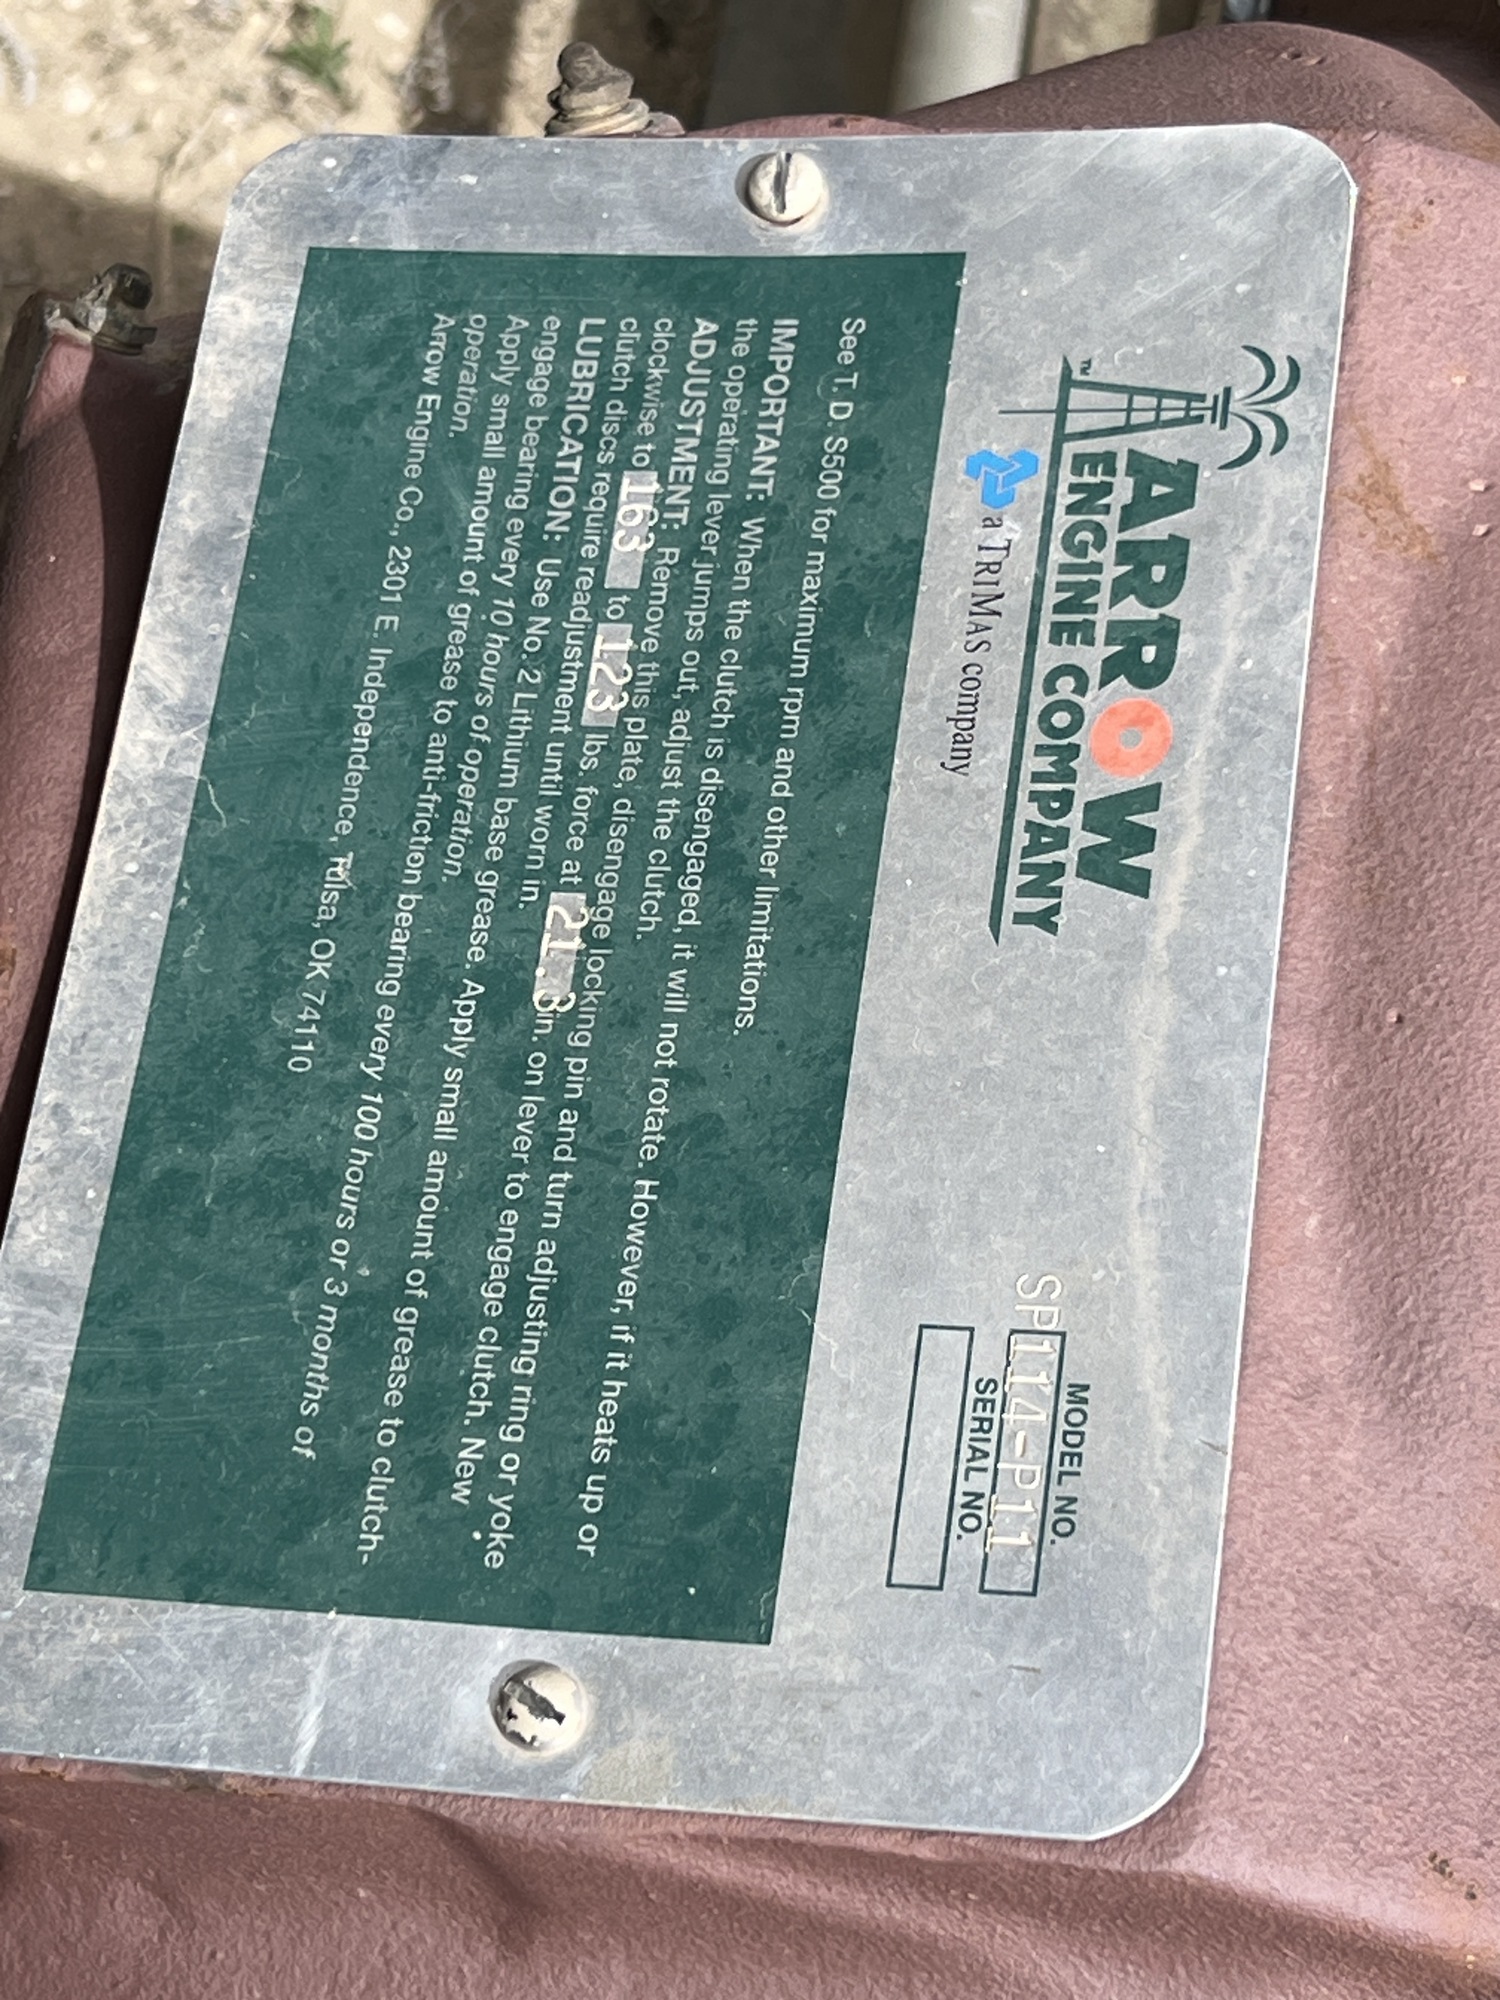 ARROW
ENGINE COMPANY
™
a TRIMAS company
MODEL NO.
SP114-P11
SERIAL NO.
See T. D. S500 for maximum rpm and other limitations.
IMPORTANT: When the clutch is disengaged, it will not rotate. However, if it heats up or
the operating lever jumps out, adjust the clutch.
ADJUSTMENT: Remove this plate, disengage locking pin and turn adjusting ring or yoke
clockwise to 163 to 123 lbs. force at 21.3 in. on lever to engage clutch. New
clutch discs require readjustment until worn in.
LUBRICATION: Use No. 2 Lithium base grease. Apply small amount of grease to clutch-
engage bearing every 10 hours of operation.
Apply small amount of grease to anti-friction bearing every 100 hours or 3 months of
operation.
Arrow Engine Co., 2301 E. Independence, Tulsa, OK 74110